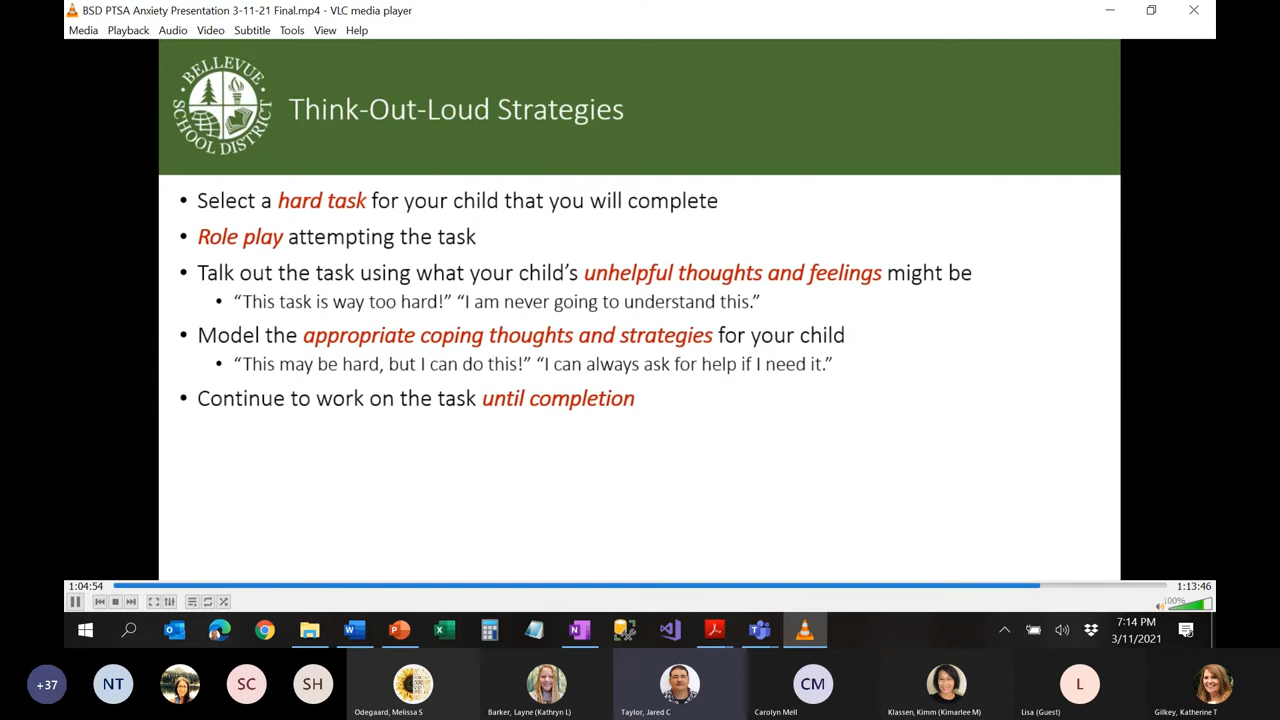 BSD PTSA Anxiety Presentation 3-11-21 Final.mp4 - VLC media player
Media Playback Audio Video Subtitle Tools View Help
BELLEVUE SCHOOL DISTRICT
Think-Out-Loud Strategies
• Select a hard task for your child that you will complete
• Role play attempting the task
• Talk out the task using what your child’s unhelpful thoughts and feelings might be
• “This task is way too hard!” “I am never going to understand this.”
• Model the appropriate coping thoughts and strategies for your child
• “This may be hard, but I can do this!” “I can always ask for help if I need it.”
• Continue to work on the task until completion
1:04:54 1:13:46
100%
7:14 PM
3/11/2021
+37 NT SC SH CM L
Odegaard, Melissa S Barker, Layne (Kathryn L) Taylor, Jared C Carolyn Mell Klassen, Kimm (Kimarlee M) Lisa (Guest) Gilkey, Katherine T